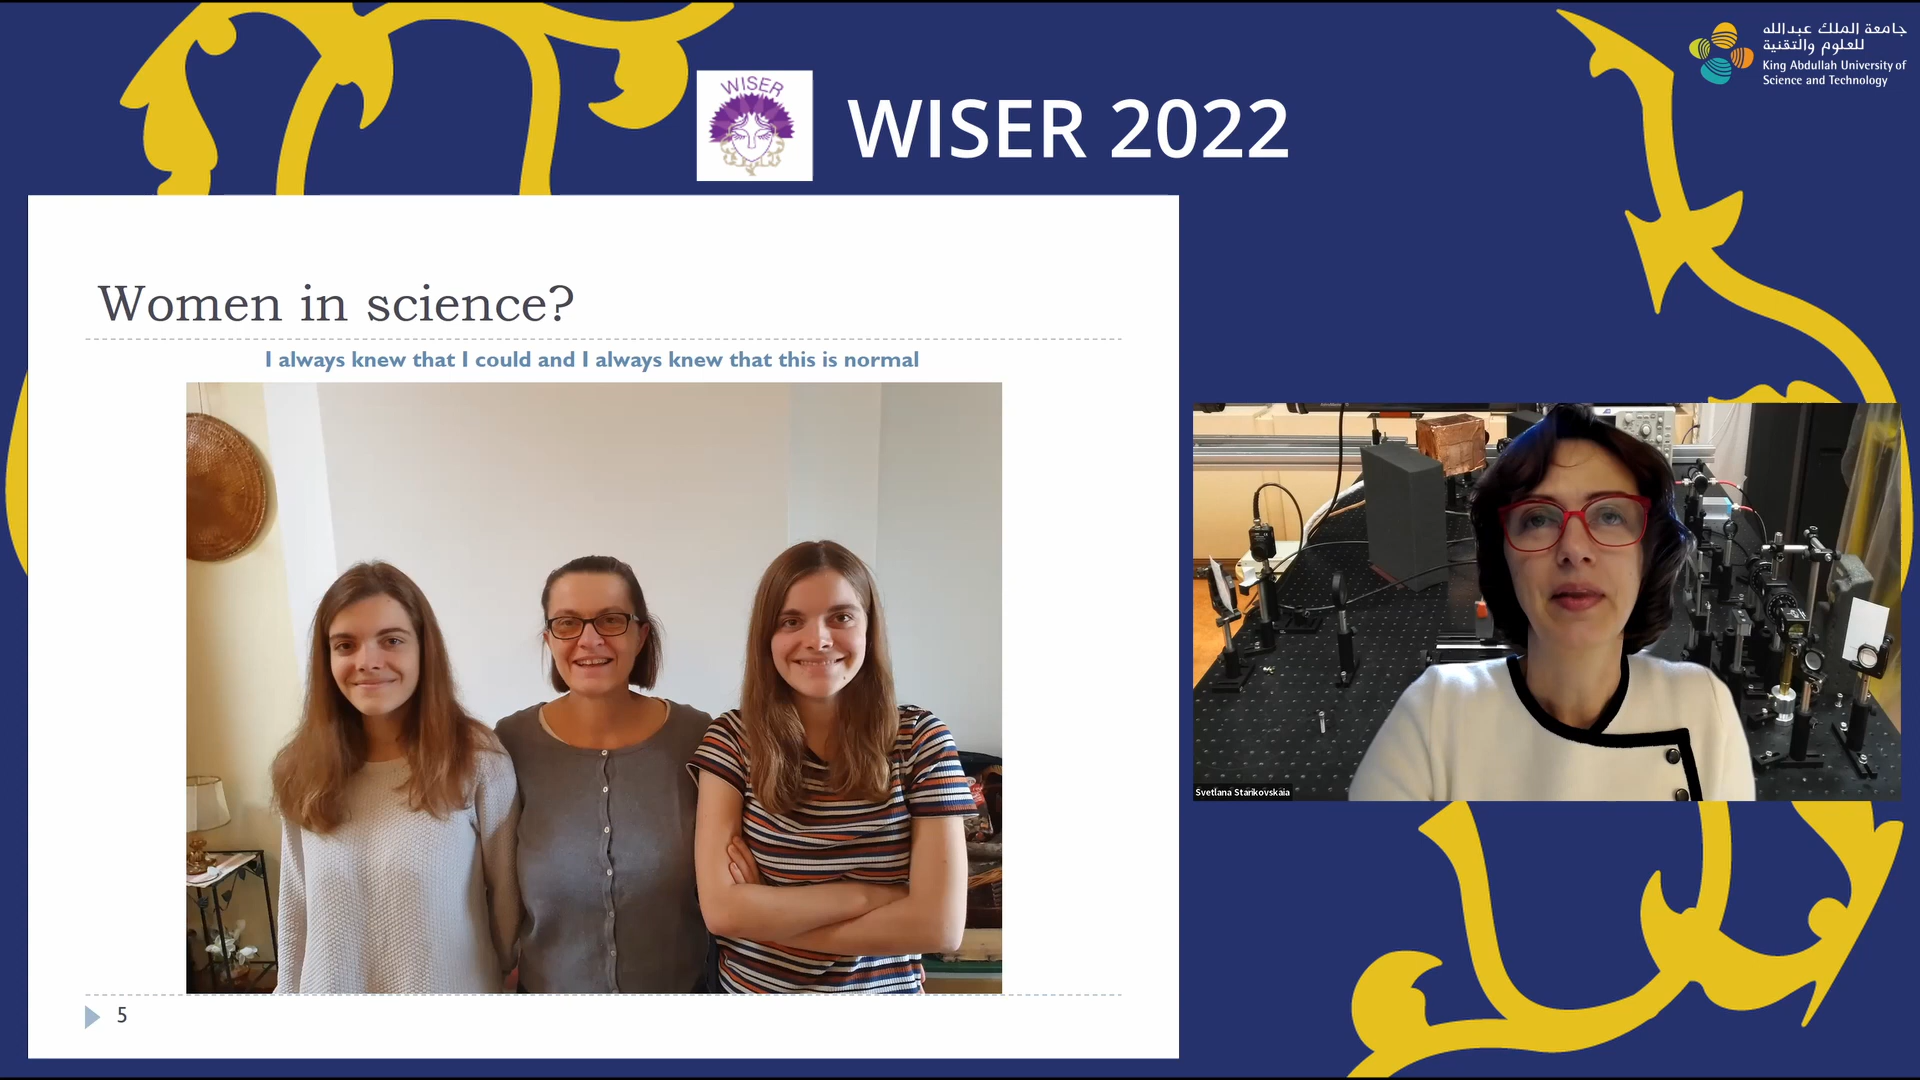 جامعة الملك عبدالله
للعلوم والتقنية
King Abdullah University of
Science and Technology
WISER
WISER 2022
Women in science?
I always knew that I could and I always knew that this is normal
Svetlana Starikovskaia
5